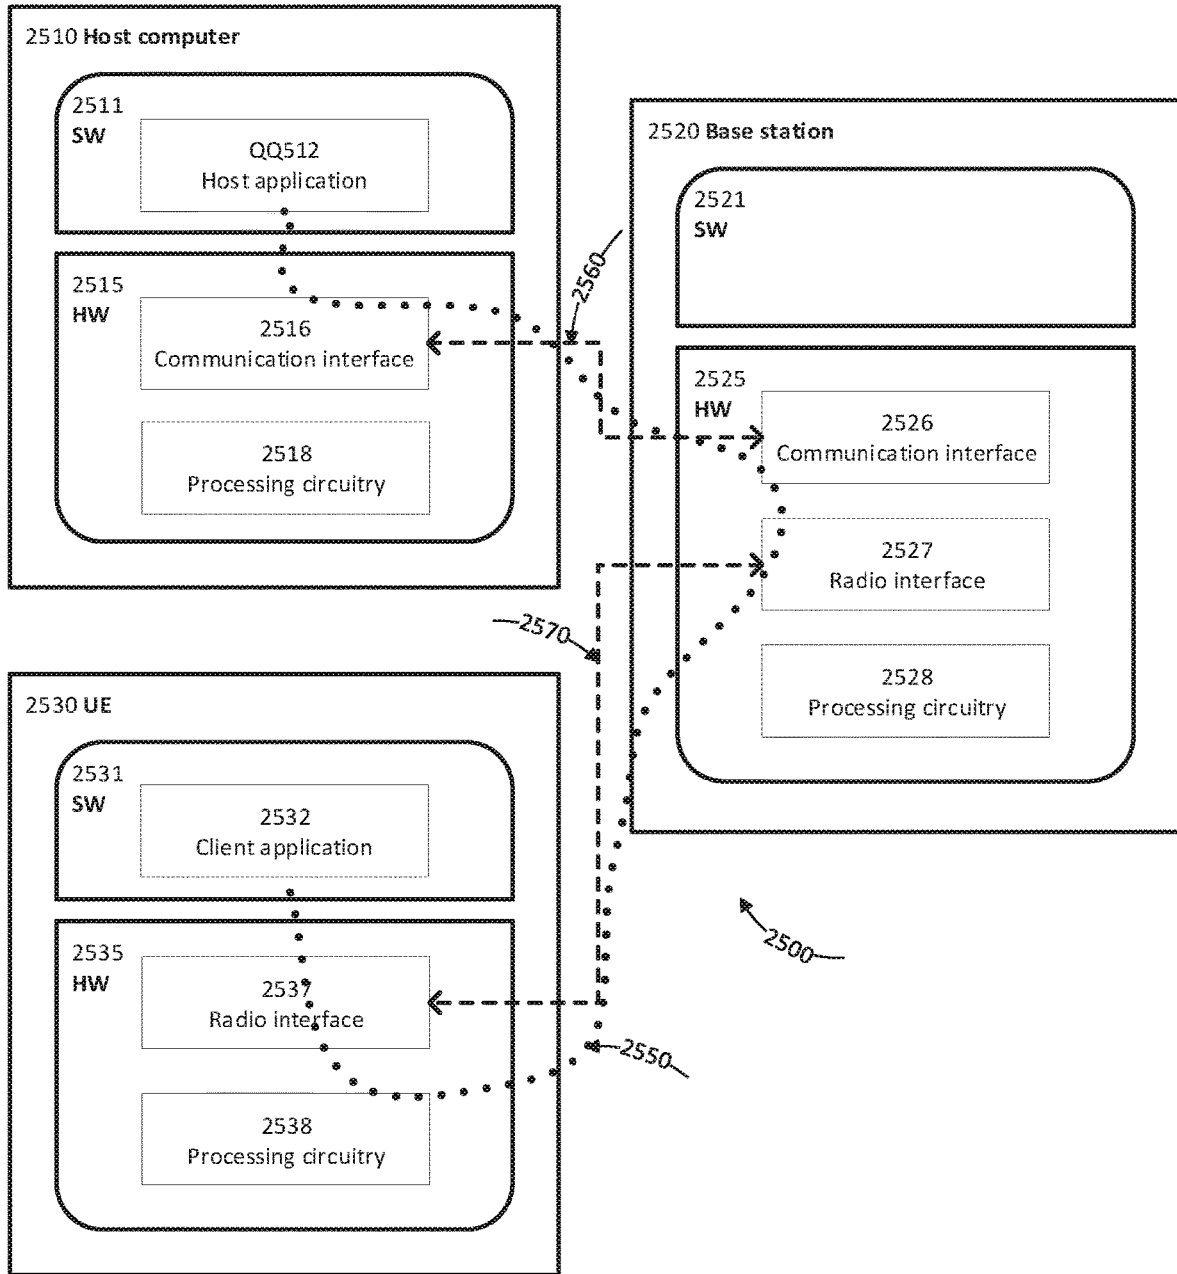 2510 Host computer
2511
SW
QQ512
Host application
2515
HW
2516
Communication interface
2518
Processing circuitry
2560
2520 Base station
2521
SW
2525
HW
2526
Communication interface
2527
Radio interface
2528
Processing circuitry
2570
2530 UE
2531
SW
2532
Client application
2535
HW
2537
Radio interface
2538
Processing circuitry
2500
2550